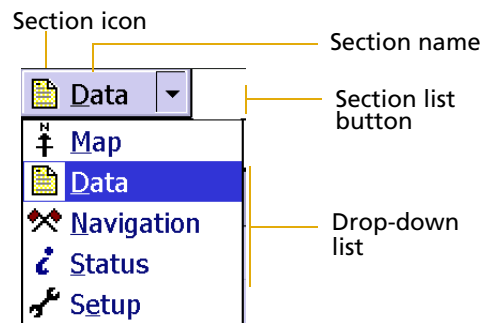 Section icon
Section name
Data
Section list
button
N
Map
Data
Navigation
Drop-down
list
Status
Setup